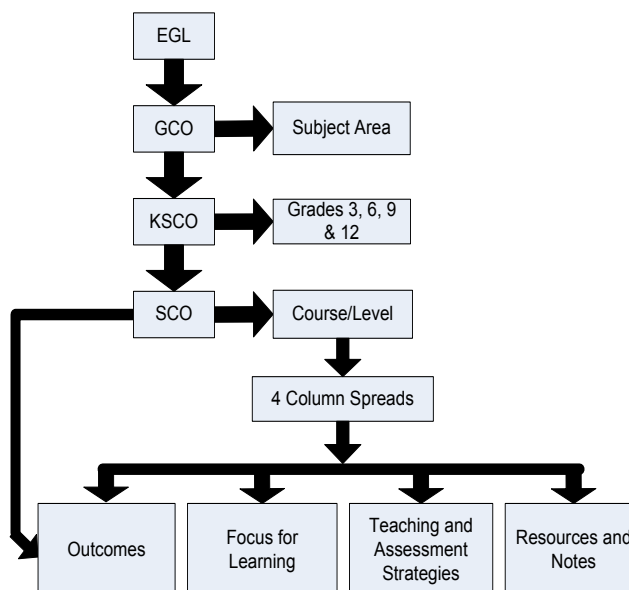 EGL
GCO
Subject Area
KSCO
Grades 3, 6, 9
& 12
SCO
Course/Level
4 Column Spreads
Outcomes
Focus for
Learning
Teaching and
Assessment
Strategies
Resources and
Notes